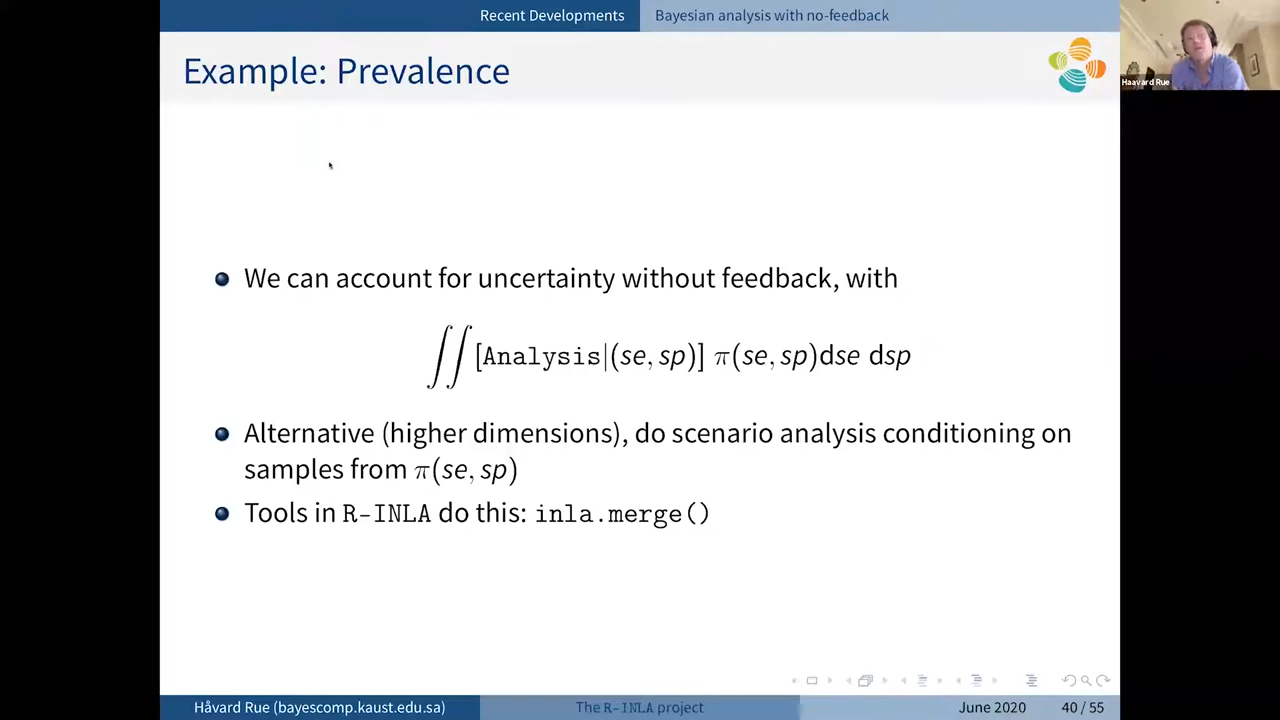 Recent Developments
Bayesian analysis with no-feedback
Example: Prevalence
Haavard Rue
We can account for uncertainty without feedback, with
∬[Analysis|(se, sp)] π(se, sp)dse dsp
Alternative (higher dimensions), do scenario analysis conditioning on
samples from π(se, sp)
Tools in R-INLA do this: inla.merge()
Håvard Rue (bayescomp.kaust.edu.sa)
The R-INLA project
June 2020
40 / 55